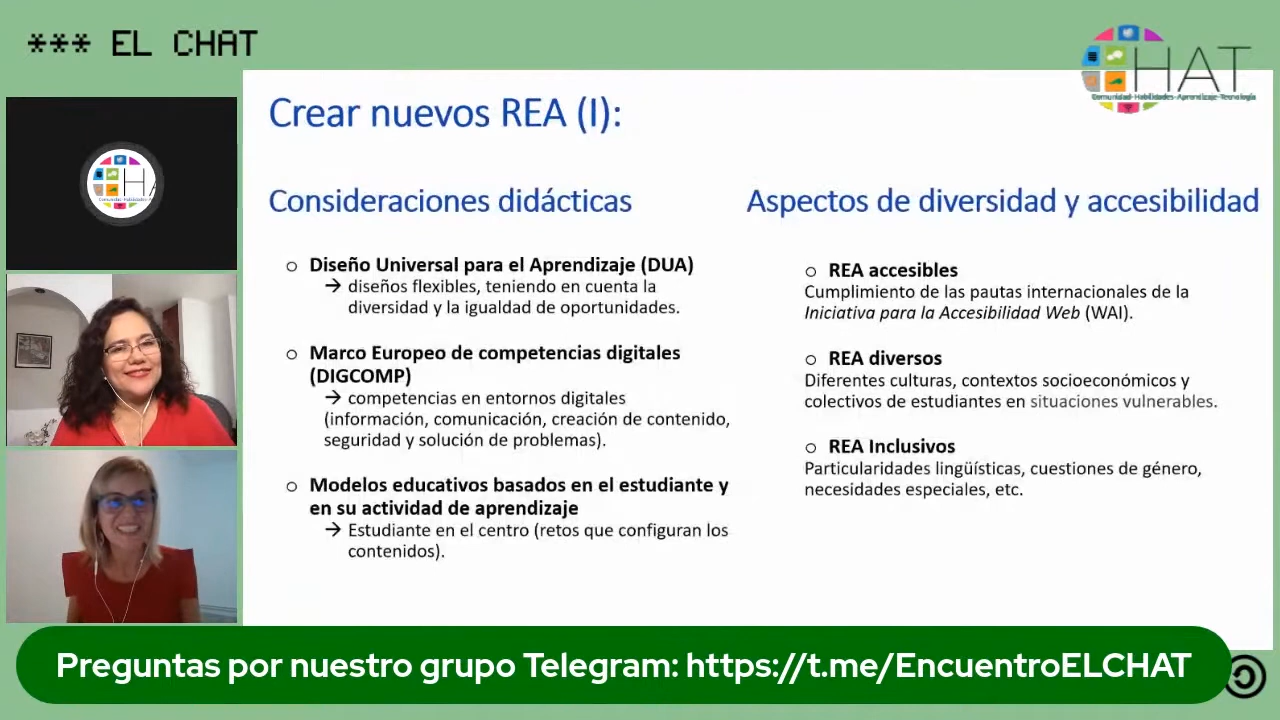 *** EL CHAT
HAT
Comunidad-Habilidades-Aprendizaje-Tecnología
Crear nuevos REA (I):
Consideraciones didácticas
o Diseño Universal para el Aprendizaje (DUA)
→ diseños flexibles, teniendo en cuenta la
diversidad y la igualdad de oportunidades.
o Marco Europeo de competencias digitales
(DIGCOMP)
→ competencias en entornos digitales
(información, comunicación, creación de contenido,
seguridad y solución de problemas).
o Modelos educativos basados en el estudiante y
en su actividad de aprendizaje
→ Estudiante en el centro (retos que configuran los
contenidos).
Aspectos de diversidad y accesibilidad
o REA accesibles
Cumplimiento de las pautas internacionales de la
Iniciativa para la Accesibilidad Web (WAI).
o REA diversos
Diferentes culturas, contextos socioeconómicos y
colectivos de estudiantes en situaciones vulnerables.
o REA Inclusivos
Particularidades lingüísticas, cuestiones de género,
necesidades especiales, etc.
Preguntas por nuestro grupo Telegram: https://t.me/EncuentroELCHAT